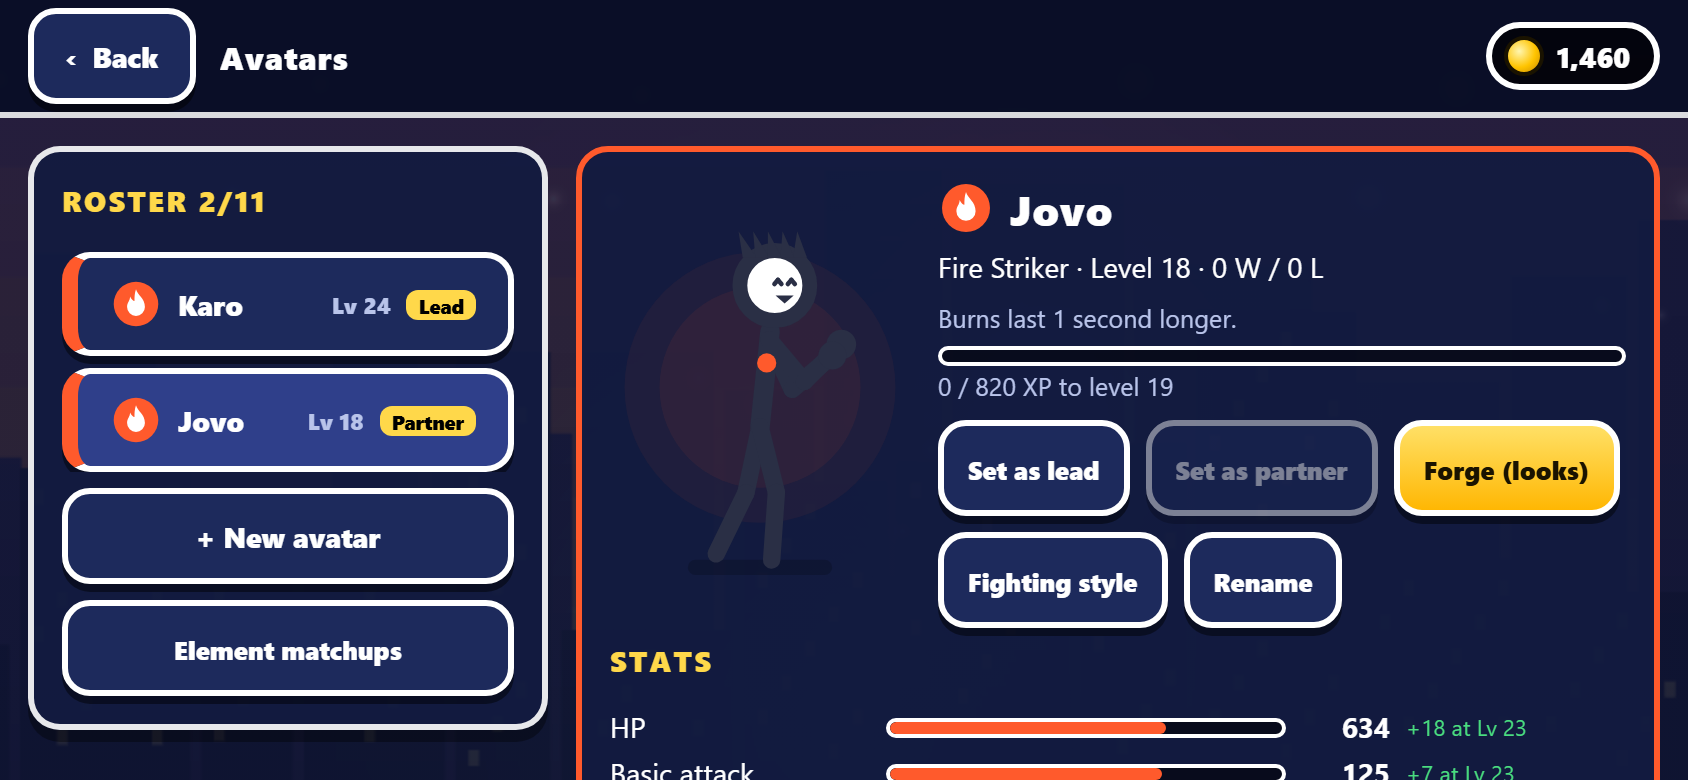 ‹ Back
Avatars
1,460
ROSTER 2/11
Karo Lv 24 Lead
Jovo Lv 18 Partner
+ New avatar
Element matchups
Jovo
Fire Striker · Level 18 · 0 W / 0 L
Burns last 1 second longer.
0 / 820 XP to level 19
Set as lead Set as partner Forge (looks)
Fighting style Rename
STATS
HP 634 +18 at Lv 23
Basic attack 125 +7 at Lv 23